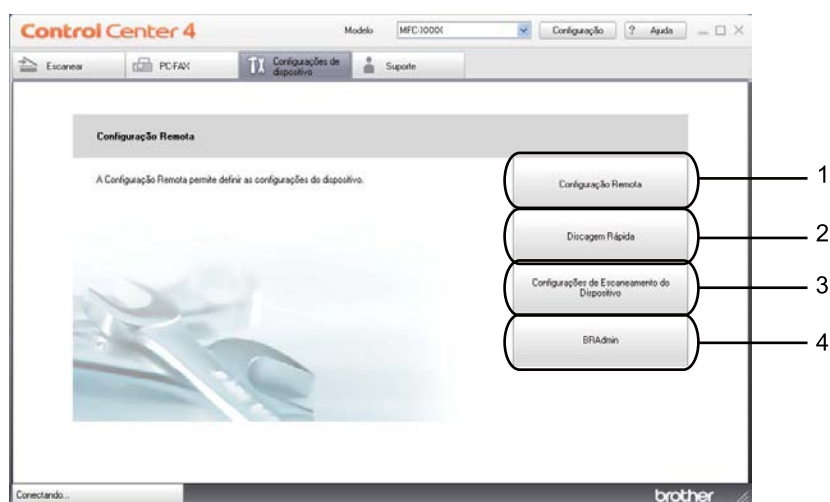 Control Center 4 Modelo MFC-XXXX Configuração ? Ajuda
Escanear PC-FAX Configurações de dispositivo Suporte
Configuração Remota
A Configuração Remota permite definir as configurações do dispositivo.
Configuração Remota 1
Discagem Rápida 2
Configurações de Escaneamento do
Dispositivo 3
BRAdmin 4
Conectando... brother